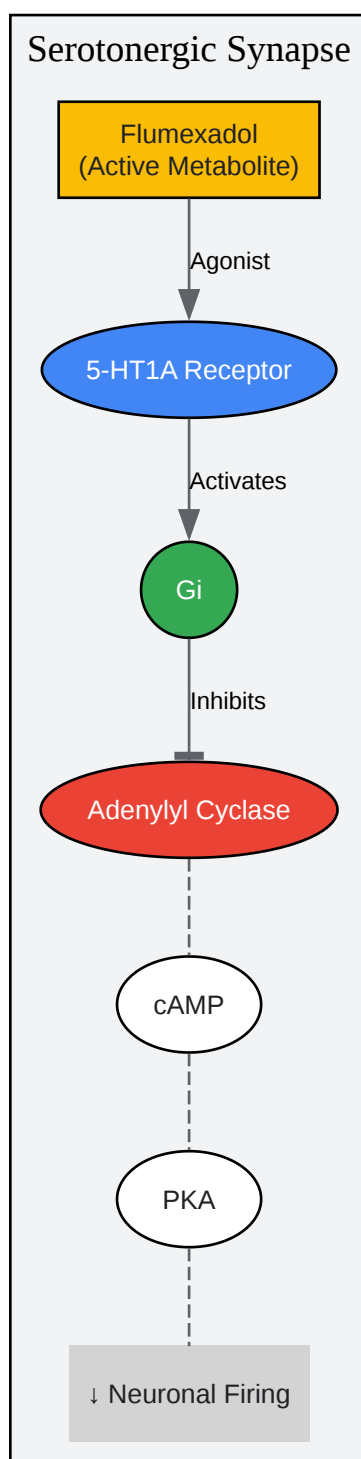 Serotonergic Synapse
Flumexadol
(Active Metabolite)
Agonist
5-HT1A Receptor
Activates
Gi
Inhibits
Adenylyl Cyclase
cAMP
PKA
↓ Neuronal Firing